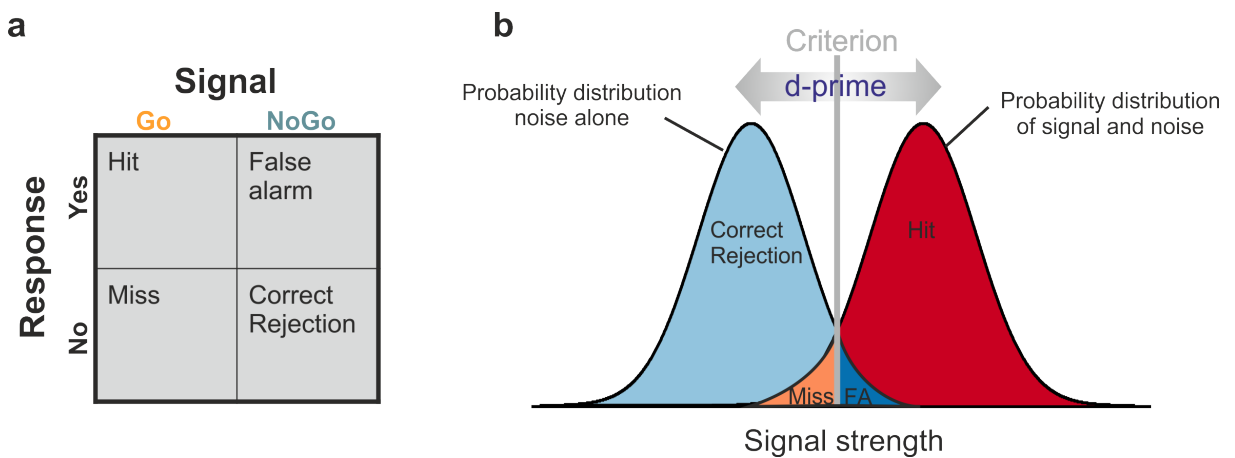 a
Signal
Go NoGo
Response
Yes
No
Hit
False
alarm
Miss
Correct
Rejection
b
Criterion
d-prime
Probability distribution
noise alone
Probability distribution
of signal and noise
Correct
Rejection
Hit
Miss FA
Signal strength